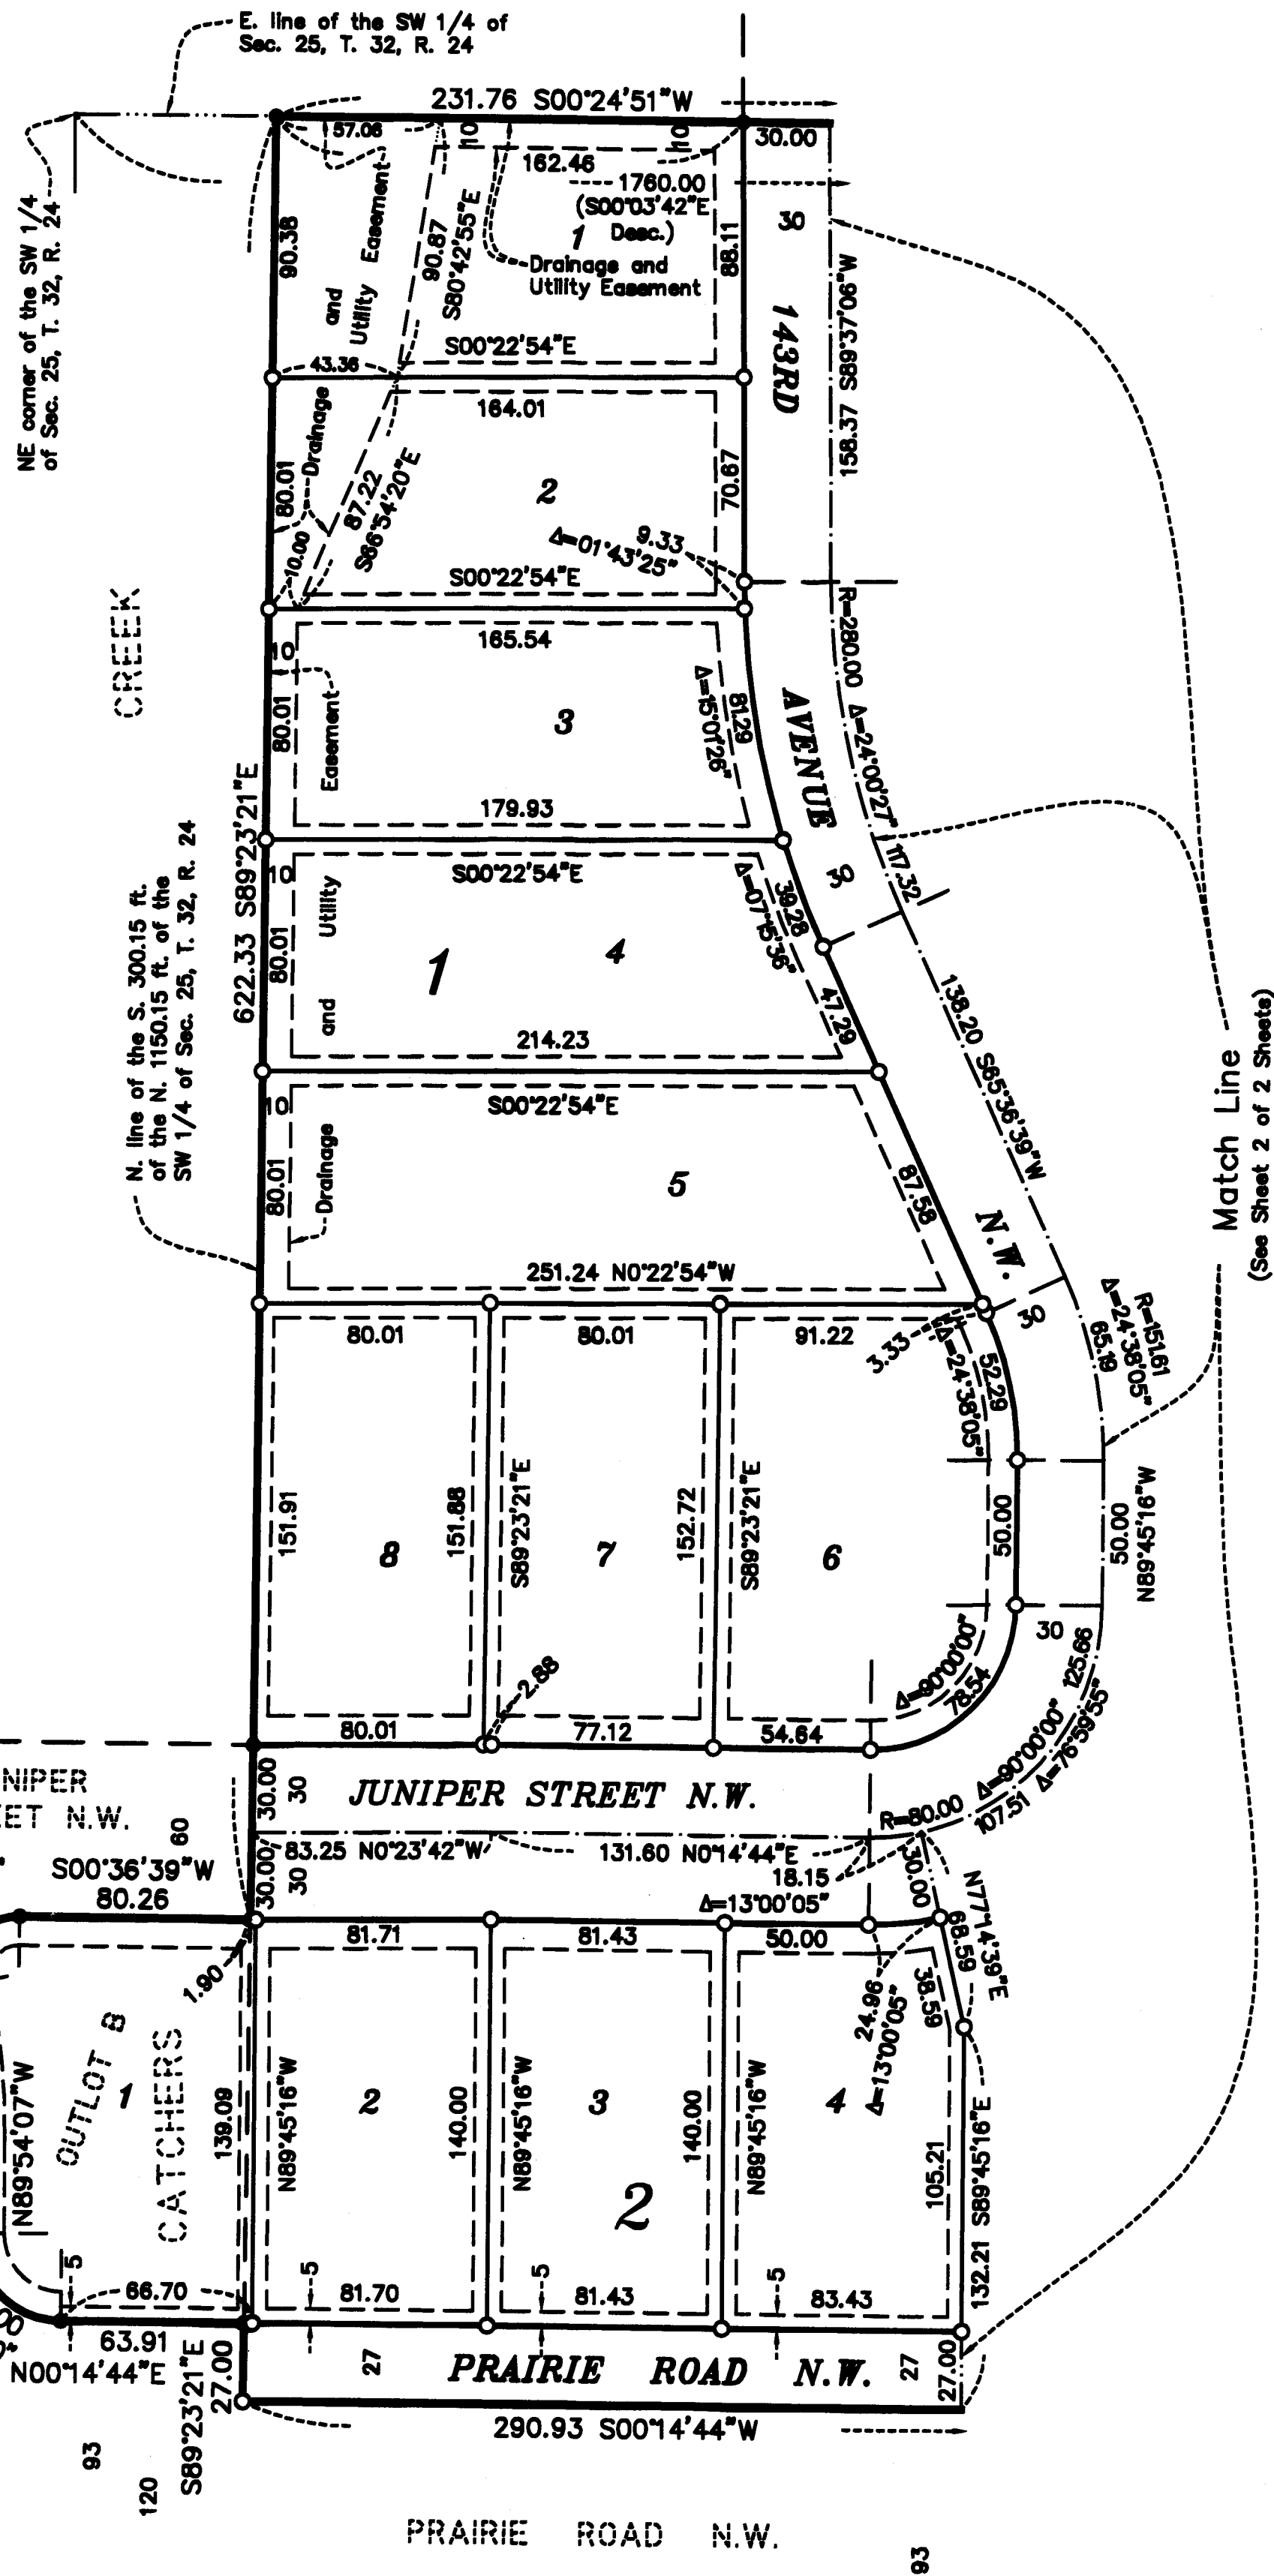 E. line of the SW 1/4 of
Sec. 25, T. 32, R. 24
231.76 S00°24'51"W
NE corner of the SW 1/4
of Sec. 25, T. 32, R. 24
57.06
10
10
30.00
162.46
1760.00
(S00°03'42"E
Desc.)
1
Drainage and
Utility Easement
30
90.38
and
Utility Easement
90.87
S80°42'55"E
88.11
143RD
158.37 S89°37'06"W
S00°22'54"E
43.36
164.01
Drainage
80.01
10.00
87.22
S66°54'20"E
2
70.67
9.33
Δ=01°43'25"
S00°22'54"E
CREEK
165.54
10
80.01
Easement
3
Δ=15°01'26"
81.29
AVENUE
R=280.00 Δ=24°00'27"
117.32
179.93
622.33 S89°23'21"E
N. line of the S. 300.15 ft.
of the N. 1150.15 ft. of the
SW 1/4 of Sec. 25, T. 32, R. 24
10
S00°22'54"E
Utility
and
80.01
1
4
Δ=07°15'36"
39.28
30
47.29
138.20 S65°36'39"W
214.23
10
S00°22'54"E
Drainage
80.01
5
87.58
N.W.
Match Line
(See Sheet 2 of 2 Sheets)
251.24 N0°22'54"W
80.01
80.01
91.22
3.33
Δ=24°38'05"
52.29
30
R=151.61
Δ=24°38'05"
65.19
151.91
8
151.88
S89°23'21"E
7
152.72
S89°23'21"E
6
50.00
50.00
N89°45'16"W
2.88
80.01
77.12
54.64
Δ=90°00'00"
78.54
30
125.66
Δ=90°00'00"
107.51 Δ=76°59'55"
NIPER
ET N.W.
60
30.00
30
JUNIPER STREET N.W.
R=80.00
83.25 N0°23'42"W
131.60 N0°14'44"E
18.15
30.00
30
30.00
S00°36'39"W
80.26
Δ=13°00'05"
N77°14'39"E
68.59
1.90
81.71
81.43
50.00
24.96
Δ=13°00'05"
38.59
OUTLOT B
1
CATCHERS
N89°54'07"W
139.09
N89°45'16"W
2
140.00
N89°45'16"W
3
140.00
N89°45'16"W
4
105.21
132.21 S89°45'16"E
2
5
66.70
5
81.70
5
81.43
5
83.43
63.91
N00°14'44"E
S89°23'21"E
27.00
27
PRAIRIE ROAD N.W.
27
27.00
290.93 S00°14'44"W
93
120
PRAIRIE ROAD N.W.
93